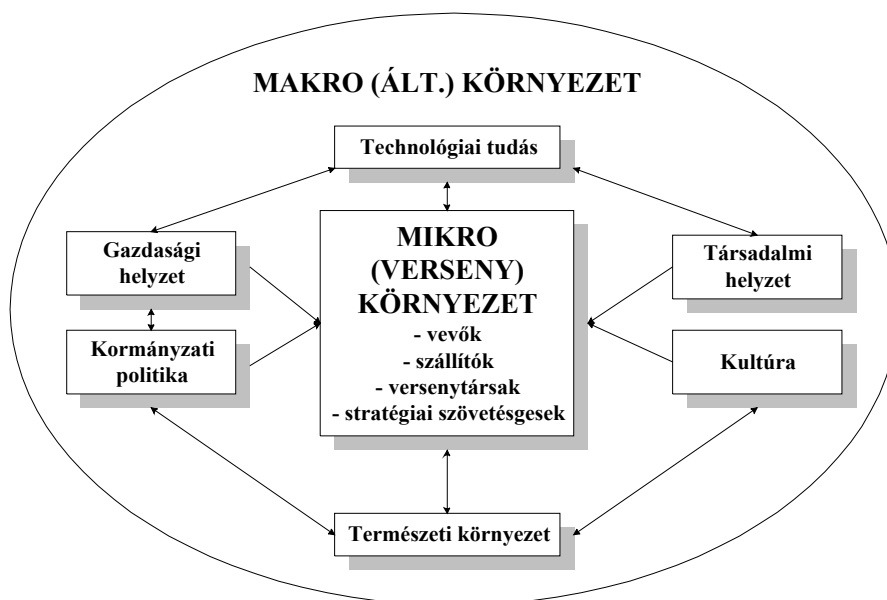 MAKRO (ÁLT.) KÖRNYEZET
Technológiai tudás
Gazdasági
helyzet
MIKRO
(VERSENY)
KÖRNYEZET
- vevők
- szállítók
- versenytársak
- stratégiai szövetésgesek
Társadalmi
helyzet
Kormányzati
politika
Kultúra
Természeti környezet